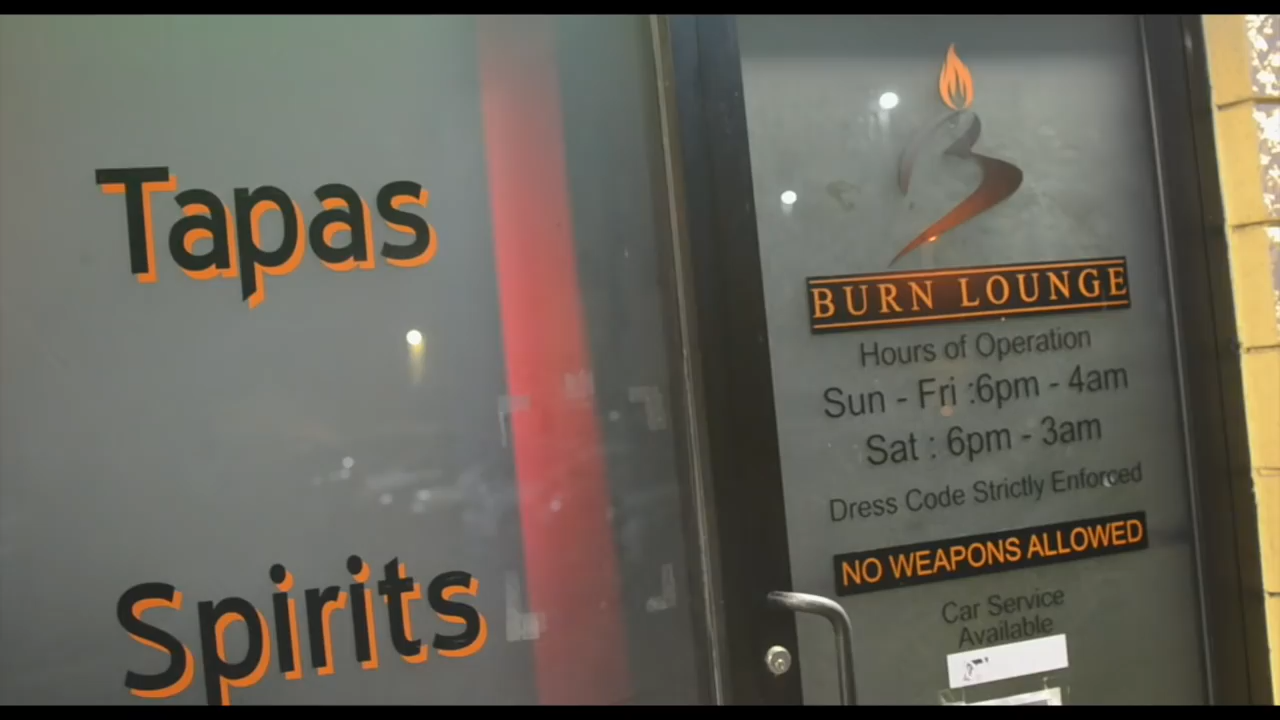 Tapas
Spirits
BURN LOUNGE
Hours of Operation
Sun - Fri :6pm - 4am
Sat : 6pm - 3am
Dress Code Strictly Enforced
NO WEAPONS ALLOWED
Car Service
Available